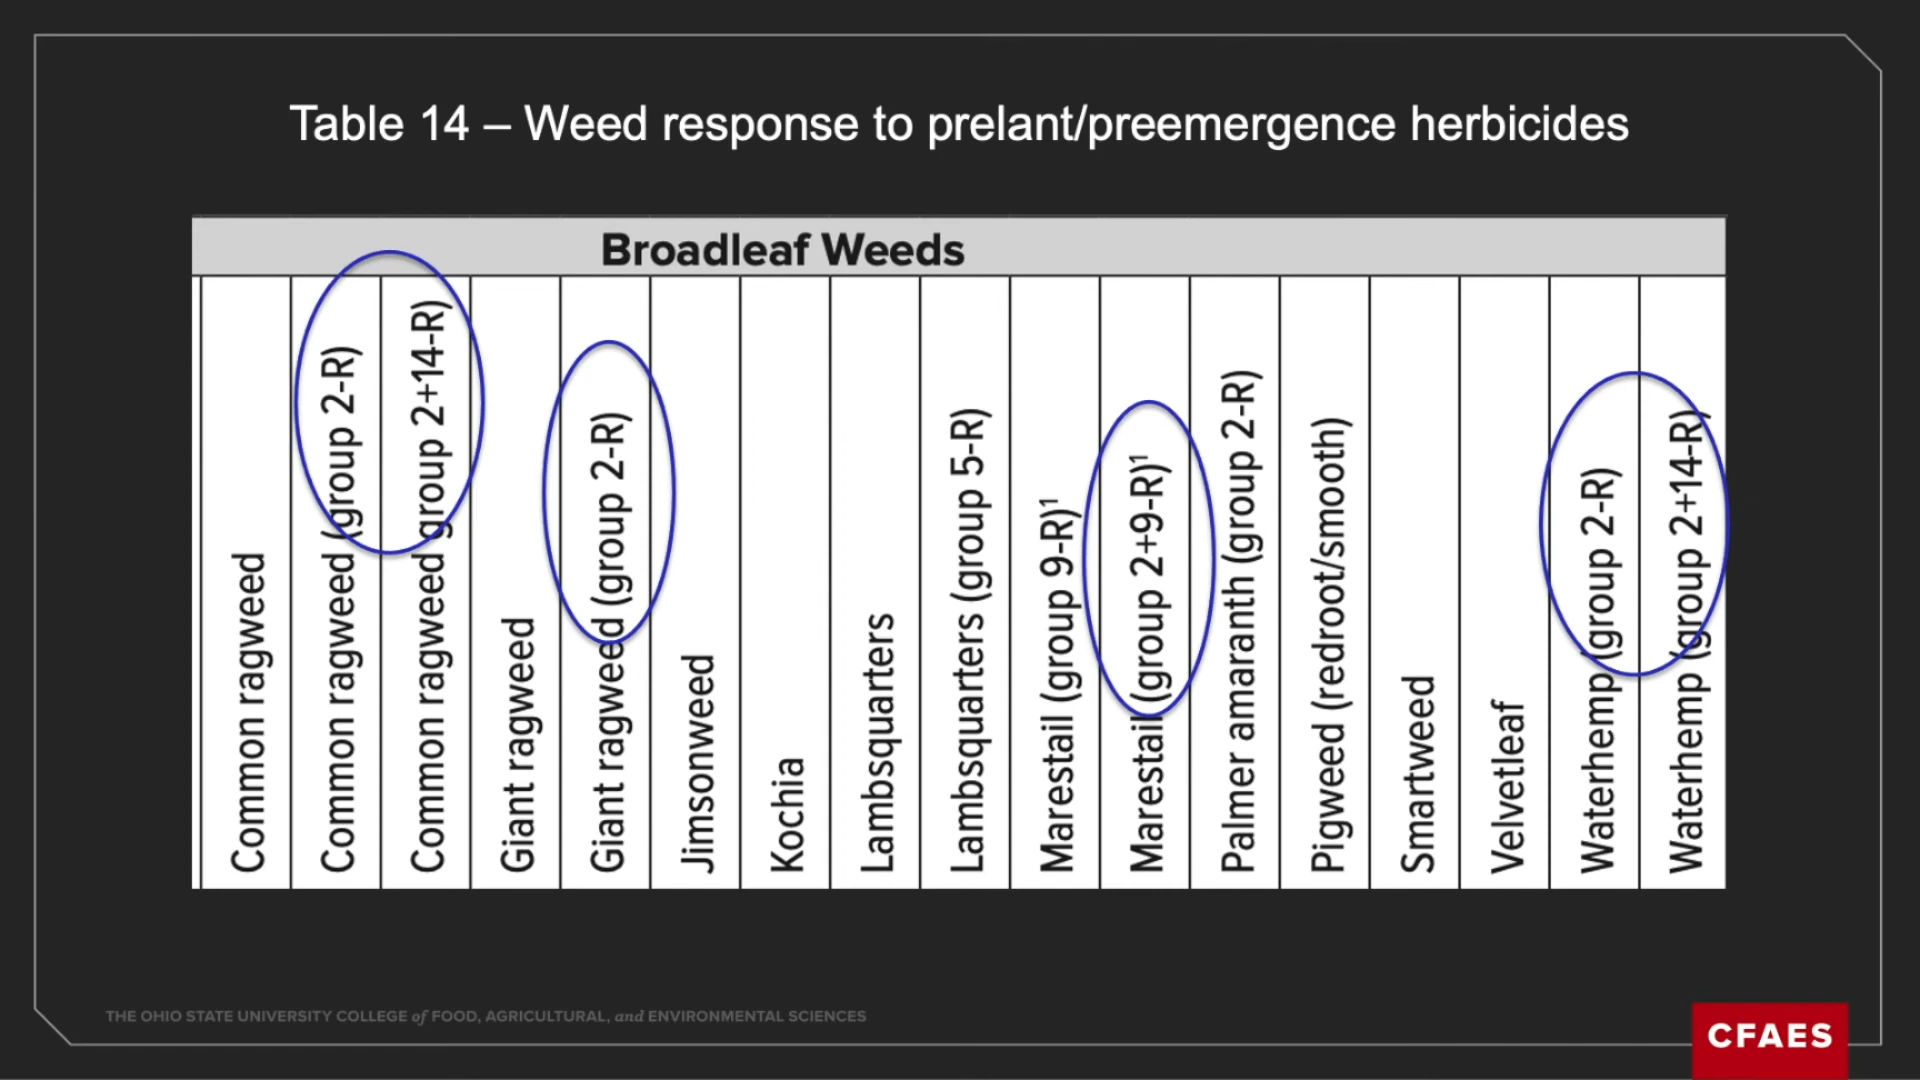 Table 14 – Weed response to prelant/preemergence herbicides
Broadleaf Weeds
Common ragweed
Common ragweed (group 2-R)
Common ragweed group 2+14-R)
Giant ragweed
Giant ragweed (group 2-R)
Jimsonweed
Kochia
Lambsquarters
Lambsquarters (group 5-R)
Marestail (group 9-R)¹
Marestail (group 2+9-R)¹
Palmer amaranth (group 2-R)
Pigweed (redroot/smooth)
Smartweed
Velvetleaf
Waterhemp (group 2-R)
Waterhemp (group 2+14-R)
THE OHIO STATE UNIVERSITY COLLEGE of FOOD, AGRICULTURAL, and ENVIRONMENTAL SCIENCES
CFAES